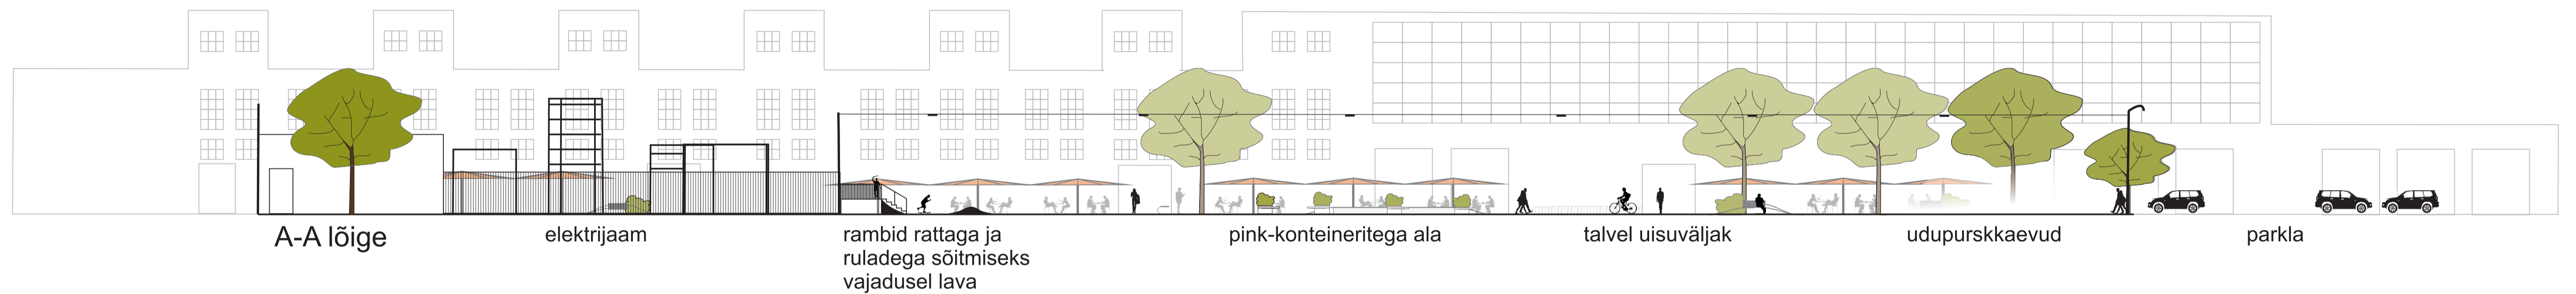 A-A lõige
elektrijaam
rambid rattaga ja
ruladega sõitmiseks
vajadusel lava
pink-konteineritega ala
talvel uisuväljak
udupurskkaevud
parkla